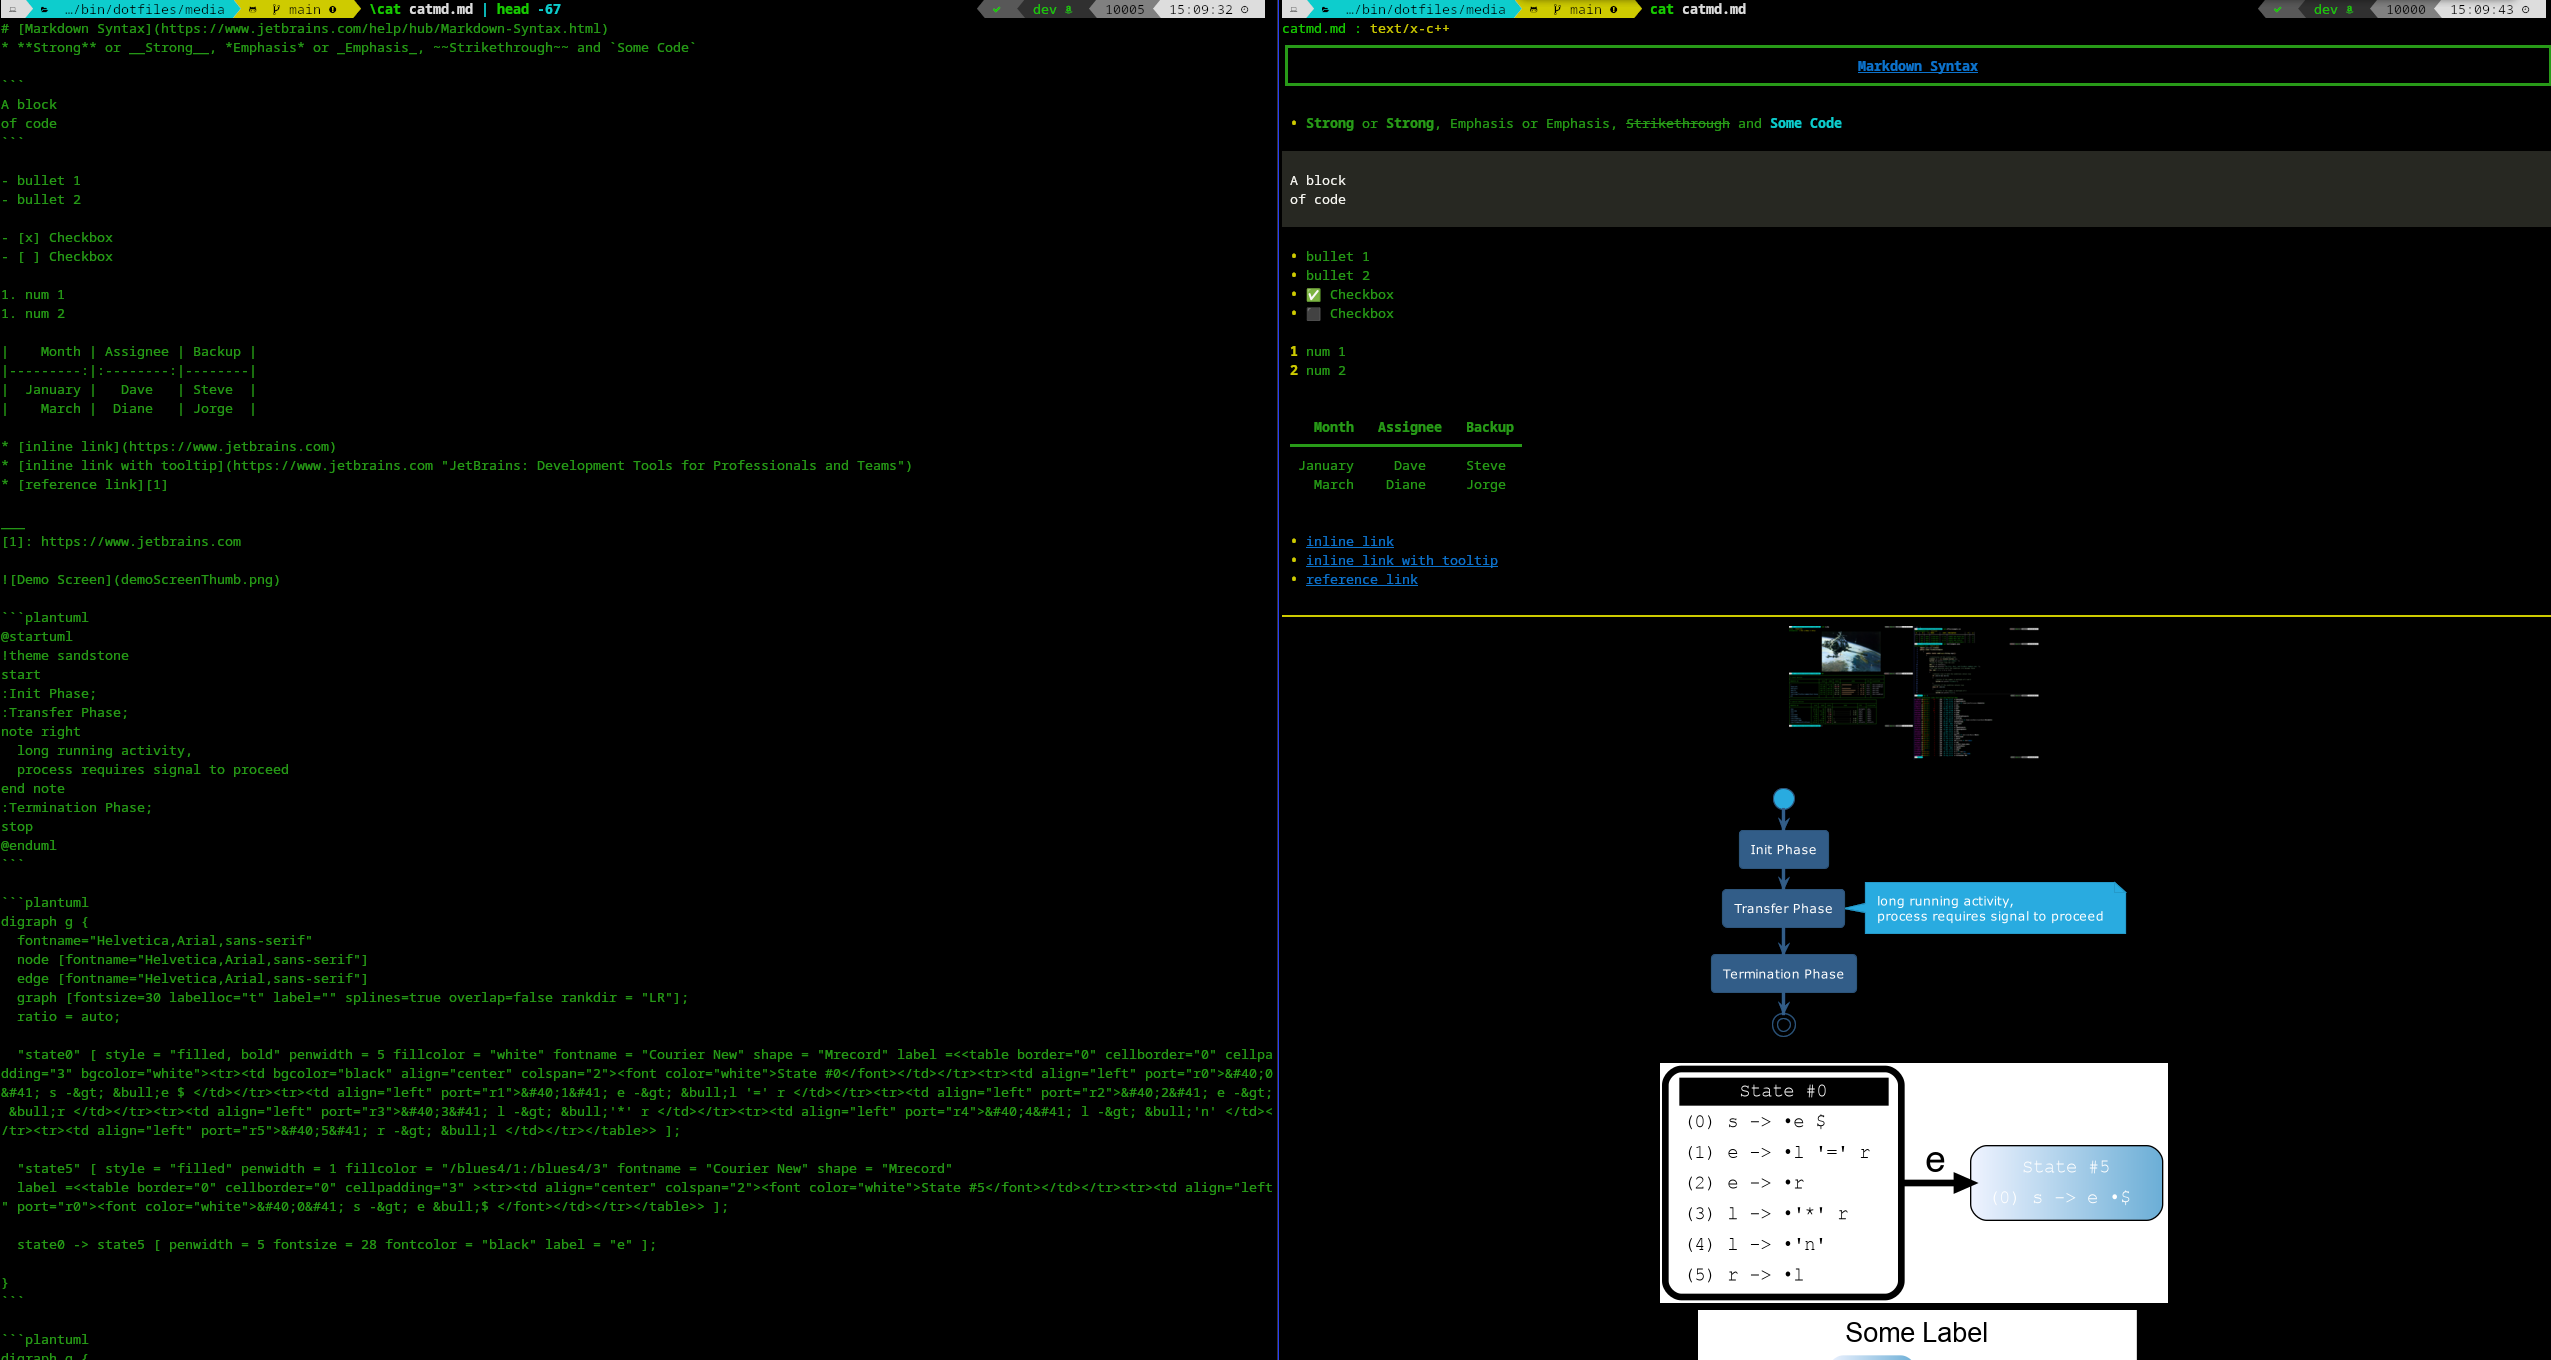 …/bin/dotfiles/media main \cat catmd.md | head -67 dev 10005 15:09:32
# [Markdown Syntax](https://www.jetbrains.com/help/hub/Markdown-Syntax.html)
* **Strong** or __Strong__, *Emphasis* or _Emphasis_, ~~Strikethrough~~ and `Some Code`
```
A block
of code
```
- bullet 1
- bullet 2
- [x] Checkbox
- [ ] Checkbox
1. num 1
1. num 2
|    Month | Assignee | Backup |
|---------:|:--------:|--------|
|  January |   Dave   | Steve  |
|    March |  Diane   | Jorge  |
* [inline link](https://www.jetbrains.com)
* [inline link with tooltip](https://www.jetbrains.com "JetBrains: Development Tools for Professionals and Teams")
* [reference link][1]
___
[1]: https://www.jetbrains.com
![Demo Screen](demoScreenThumb.png)
```plantuml
@startuml
!theme sandstone
start
:Init Phase;
:Transfer Phase;
note right
  long running activity,
  process requires signal to proceed
end note
:Termination Phase;
stop
@enduml
```
```plantuml
digraph g {
  fontname="Helvetica,Arial,sans-serif"
  node [fontname="Helvetica,Arial,sans-serif"]
  edge [fontname="Helvetica,Arial,sans-serif"]
  graph [fontsize=30 labelloc="t" label="" splines=true overlap=false rankdir = "LR"];
  ratio = auto;
  "state0" [ style = "filled, bold" penwidth = 5 fillcolor = "white" fontname = "Courier New" shape = "Mrecord" label =<<table border="0" cellborder="0" cellpa
dding="3" bgcolor="white"><tr><td bgcolor="black" align="center" colspan="2"><font color="white">State #0</font></td></tr><tr><td align="left" port="r0">&#40;0
&#41; s -&gt; &bull;e $ </td></tr><tr><td align="left" port="r1">&#40;1&#41; e -&gt; &bull;l '=' r </td></tr><tr><td align="left" port="r2">&#40;2&#41; e -&gt;
 &bull;r </td></tr><tr><td align="left" port="r3">&#40;3&#41; l -&gt; &bull;'*' r </td></tr><tr><td align="left" port="r4">&#40;4&#41; l -&gt; &bull;'n' </td><
/tr><tr><td align="left" port="r5">&#40;5&#41; r -&gt; &bull;l </td></tr></table>> ];
  "state5" [ style = "filled" penwidth = 1 fillcolor = "/blues4/1:/blues4/3" fontname = "Courier New" shape = "Mrecord"
  label =<<table border="0" cellborder="0" cellpadding="3" ><tr><td align="center" colspan="2"><font color="white">State #5</font></td></tr><tr><td align="left
" port="r0"><font color="white">&#40;0&#41; s -&gt; e &bull;$ </font></td></tr></table>> ];
  state0 -> state5 [ penwidth = 5 fontsize = 28 fontcolor = "black" label = "e" ];
}
```
```plantuml
digraph g {
…/bin/dotfiles/media main cat catmd.md dev 10000 15:09:43
catmd.md : text/x-c++
Markdown Syntax
• Strong or Strong, Emphasis or Emphasis, Strikethrough and Some Code
A block
of code
• bullet 1
• bullet 2
• ✅ Checkbox
• ⬛ Checkbox
1 num 1
2 num 2
Month Assignee Backup
January Dave Steve
March Diane Jorge
• inline link
• inline link with tooltip
• reference link
Init Phase
Transfer Phase
long running activity,
process requires signal to proceed
Termination Phase
State #0
(0) s -> •e $
(1) e -> •l '=' r
(2) e -> •r
(3) l -> •'*' r
(4) l -> •'n'
(5) r -> •l
e
State #5
(0) s -> e •$
Some Label